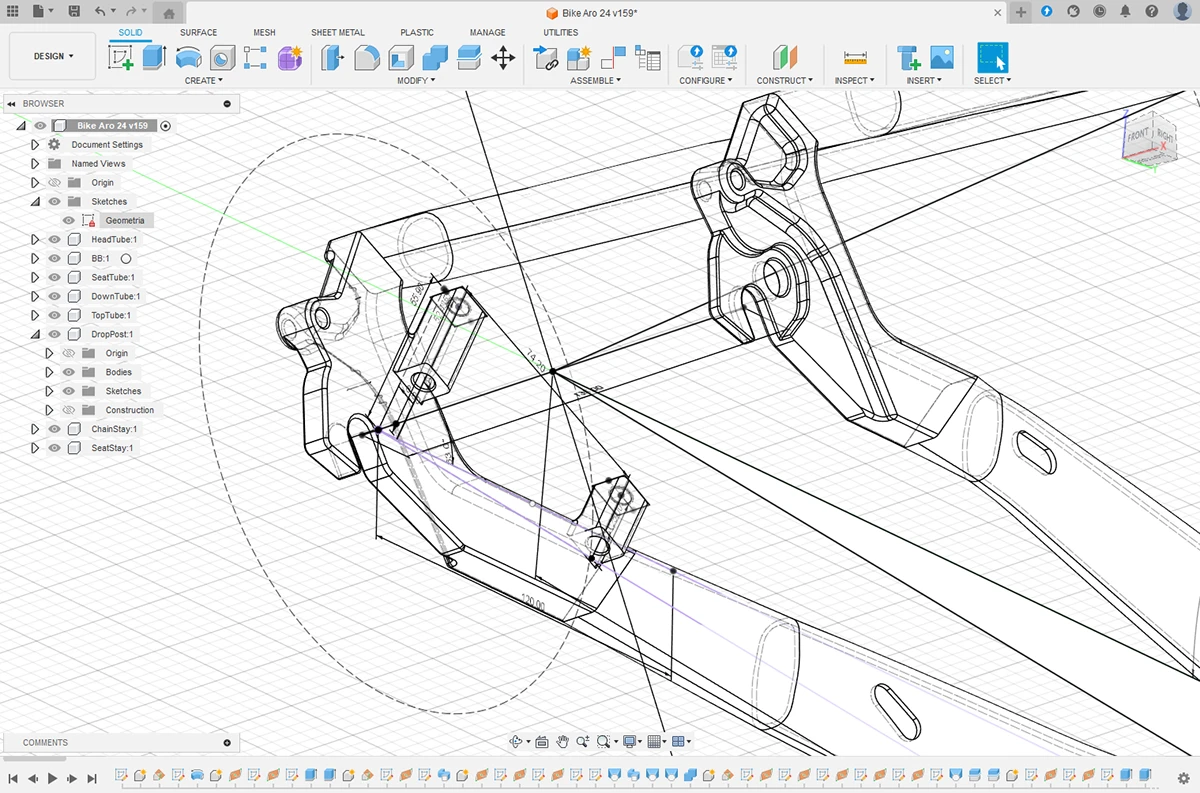 Bike Aro 24 v159*
SOLID SURFACE MESH SHEET METAL PLASTIC MANAGE UTILITIES
DESIGN
CREATE MODIFY ASSEMBLE CONFIGURE CONSTRUCT INSPECT INSERT SELECT
BROWSER
Bike Aro 24 v159
Document Settings
Named Views
Origin
Sketches
Geometria
HeadTube:1
BB:1
SeatTube:1
DownTube:1
TopTube:1
DropPost:1
Origin
Bodies
Sketches
Construction
ChainStay:1
SeatStay:1
FRONT RIGHT
Z
X
Y
74.20
120.00
COMMENTS